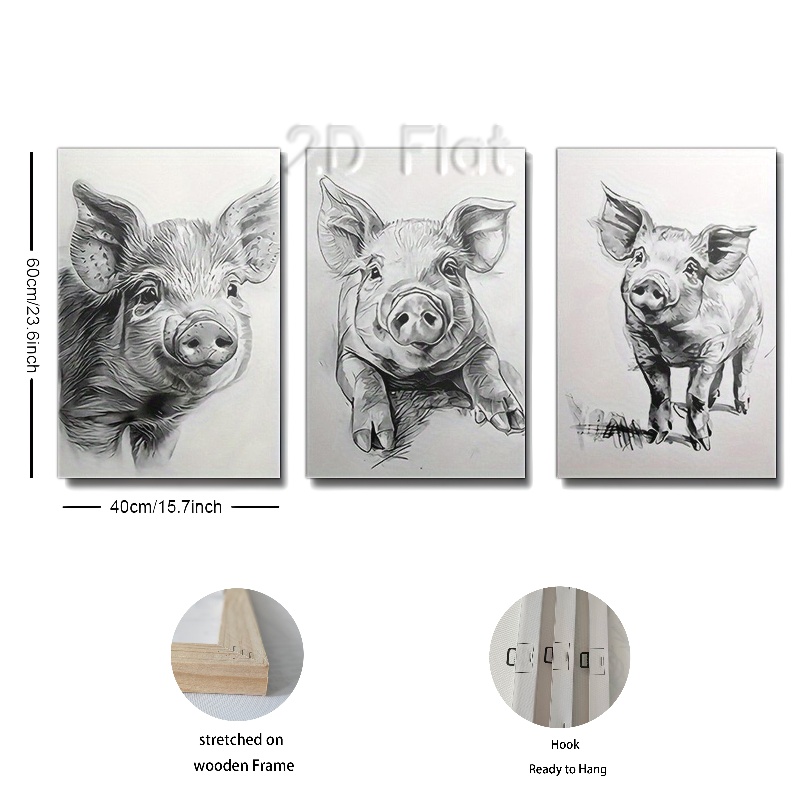 2D Flat
60cm/23.6inch
40cm/15.7inch
stretched on
wooden Frame
Hook
Ready to Hang